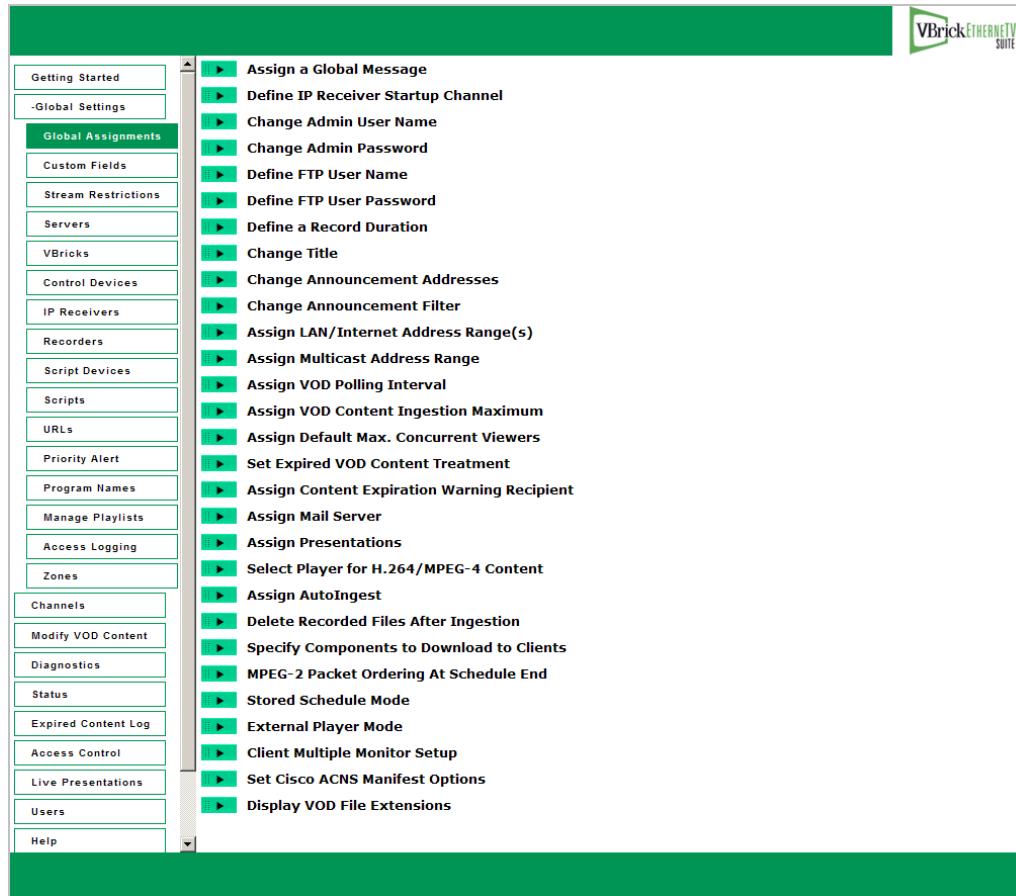 VBrick ETHERNETV
SUITE
Getting Started
-Global Settings
Global Assignments
Custom Fields
Stream Restrictions
Servers
VBricks
Control Devices
IP Receivers
Recorders
Script Devices
Scripts
URLs
Priority Alert
Program Names
Manage Playlists
Access Logging
Zones
Channels
Modify VOD Content
Diagnostics
Status
Expired Content Log
Access Control
Live Presentations
Users
Help
Assign a Global Message
Define IP Receiver Startup Channel
Change Admin User Name
Change Admin Password
Define FTP User Name
Define FTP User Password
Define a Record Duration
Change Title
Change Announcement Addresses
Change Announcement Filter
Assign LAN/Internet Address Range(s)
Assign Multicast Address Range
Assign VOD Polling Interval
Assign VOD Content Ingestion Maximum
Assign Default Max. Concurrent Viewers
Set Expired VOD Content Treatment
Assign Content Expiration Warning Recipient
Assign Mail Server
Assign Presentations
Select Player for H.264/MPEG-4 Content
Assign AutoIngest
Delete Recorded Files After Ingestion
Specify Components to Download to Clients
MPEG-2 Packet Ordering At Schedule End
Stored Schedule Mode
External Player Mode
Client Multiple Monitor Setup
Set Cisco ACNS Manifest Options
Display VOD File Extensions